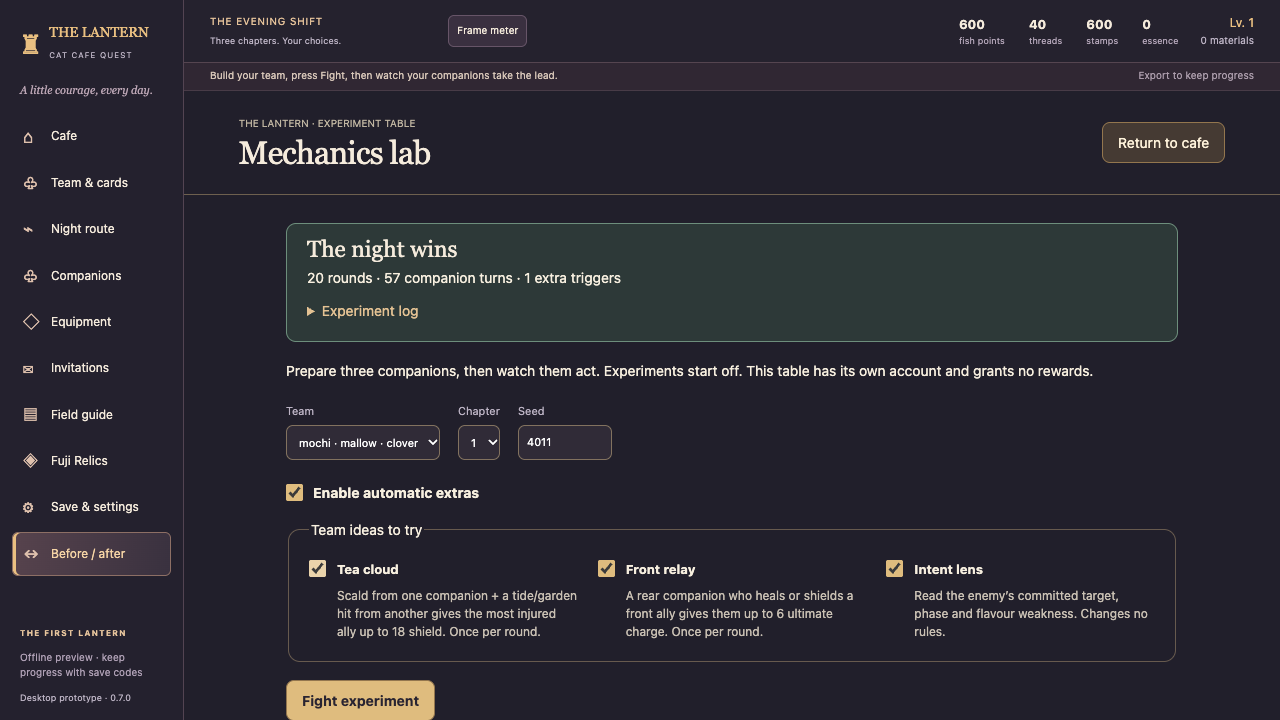 THE LANTERN
CAT CAFE QUEST
A little courage, every day.
Cafe
Team & cards
Night route
Companions
Equipment
Invitations
Field guide
Fuji Relics
Save & settings
Before / after
THE FIRST LANTERN
Offline preview · keep
progress with save codes
Desktop prototype · 0.7.0
THE EVENING SHIFT
Three chapters. Your choices.
Frame meter
600
fish points
40
threads
600
stamps
0
essence
Lv. 1
0 materials
Build your team, press Fight, then watch your companions take the lead.
Export to keep progress
THE LANTERN · EXPERIMENT TABLE
Mechanics lab
Return to cafe
The night wins
20 rounds · 57 companion turns · 1 extra triggers
Experiment log
Prepare three companions, then watch them act. Experiments start off. This table has its own account and grants no rewards.
Team
Chapter
Seed
mochi · mallow · clover
1
4011
Enable automatic extras
Team ideas to try
Tea cloud
Scald from one companion + a tide/garden
hit from another gives the most injured
ally up to 18 shield. Once per round.
Front relay
A rear companion who heals or shields a
front ally gives them up to 6 ultimate
charge. Once per round.
Intent lens
Read the enemy's committed target,
phase and flavour weakness. Changes no
rules.
Fight experiment